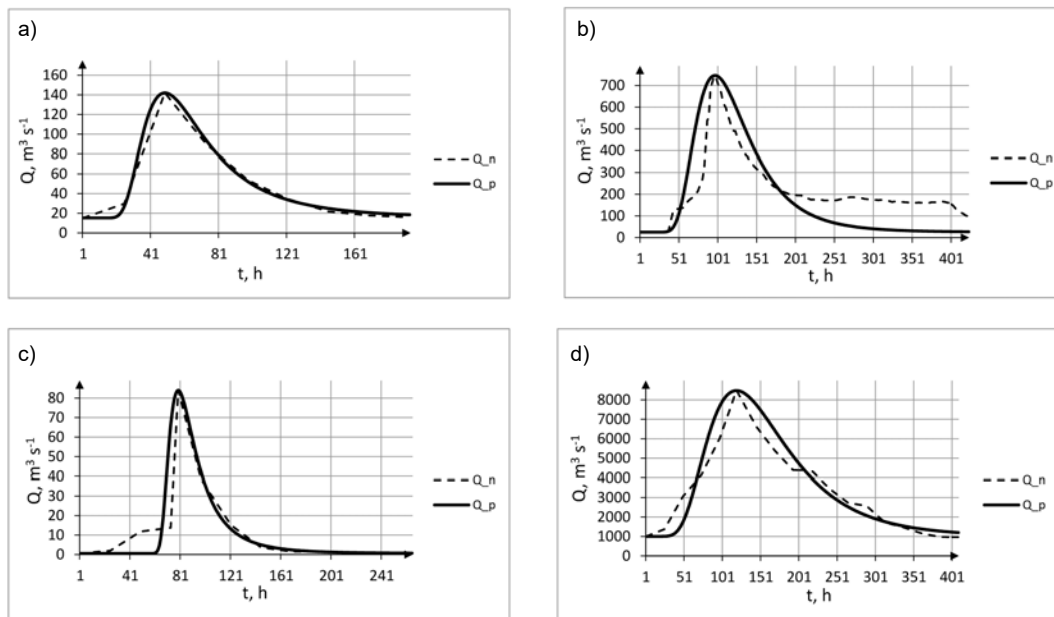 a)
160
140
120
100
80
60
40
20
0
Q, m³ s⁻¹
1 41 81 121 161
t, h
Q_n
Q_p
b)
700
600
500
400
300
200
100
0
Q, m³ s⁻¹
1 51 101 151 201 251 301 351 401
t, h
Q_n
Q_p
c)
80
70
60
50
40
30
20
10
0
Q, m³ s⁻¹
1 41 81 121 161 201 241
t, h
Q_n
Q_p
d)
8000
7000
6000
5000
4000
3000
2000
1000
0
Q, m³ s⁻¹
1 51 101 151 201 251 301 351 401
t, h
Q_n
Q_p